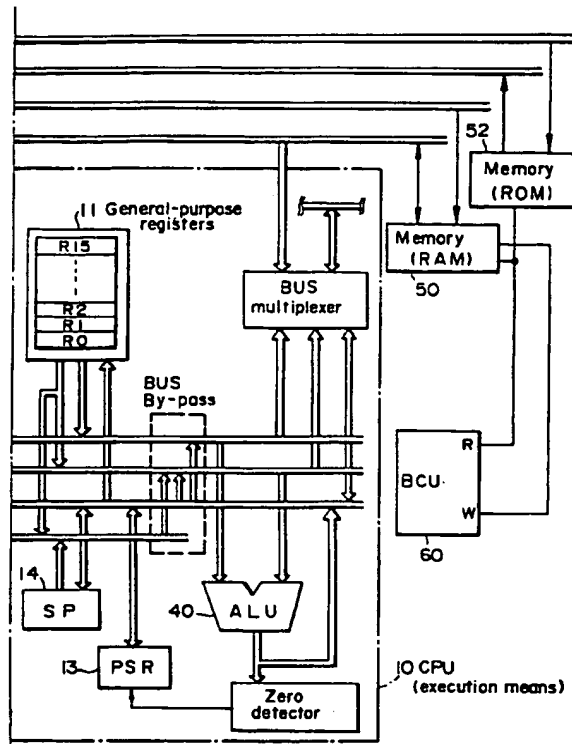 52
Memory
(ROM)
11 General-purpose
registers
R15
R2
R1
R0
Memory
(RAM)
50
BUS
multiplexer
BUS
By-pass
R
BCU
W
60
14
SP
40
ALU
13
PSR
10 CPU
(execution means)
Zero
detector